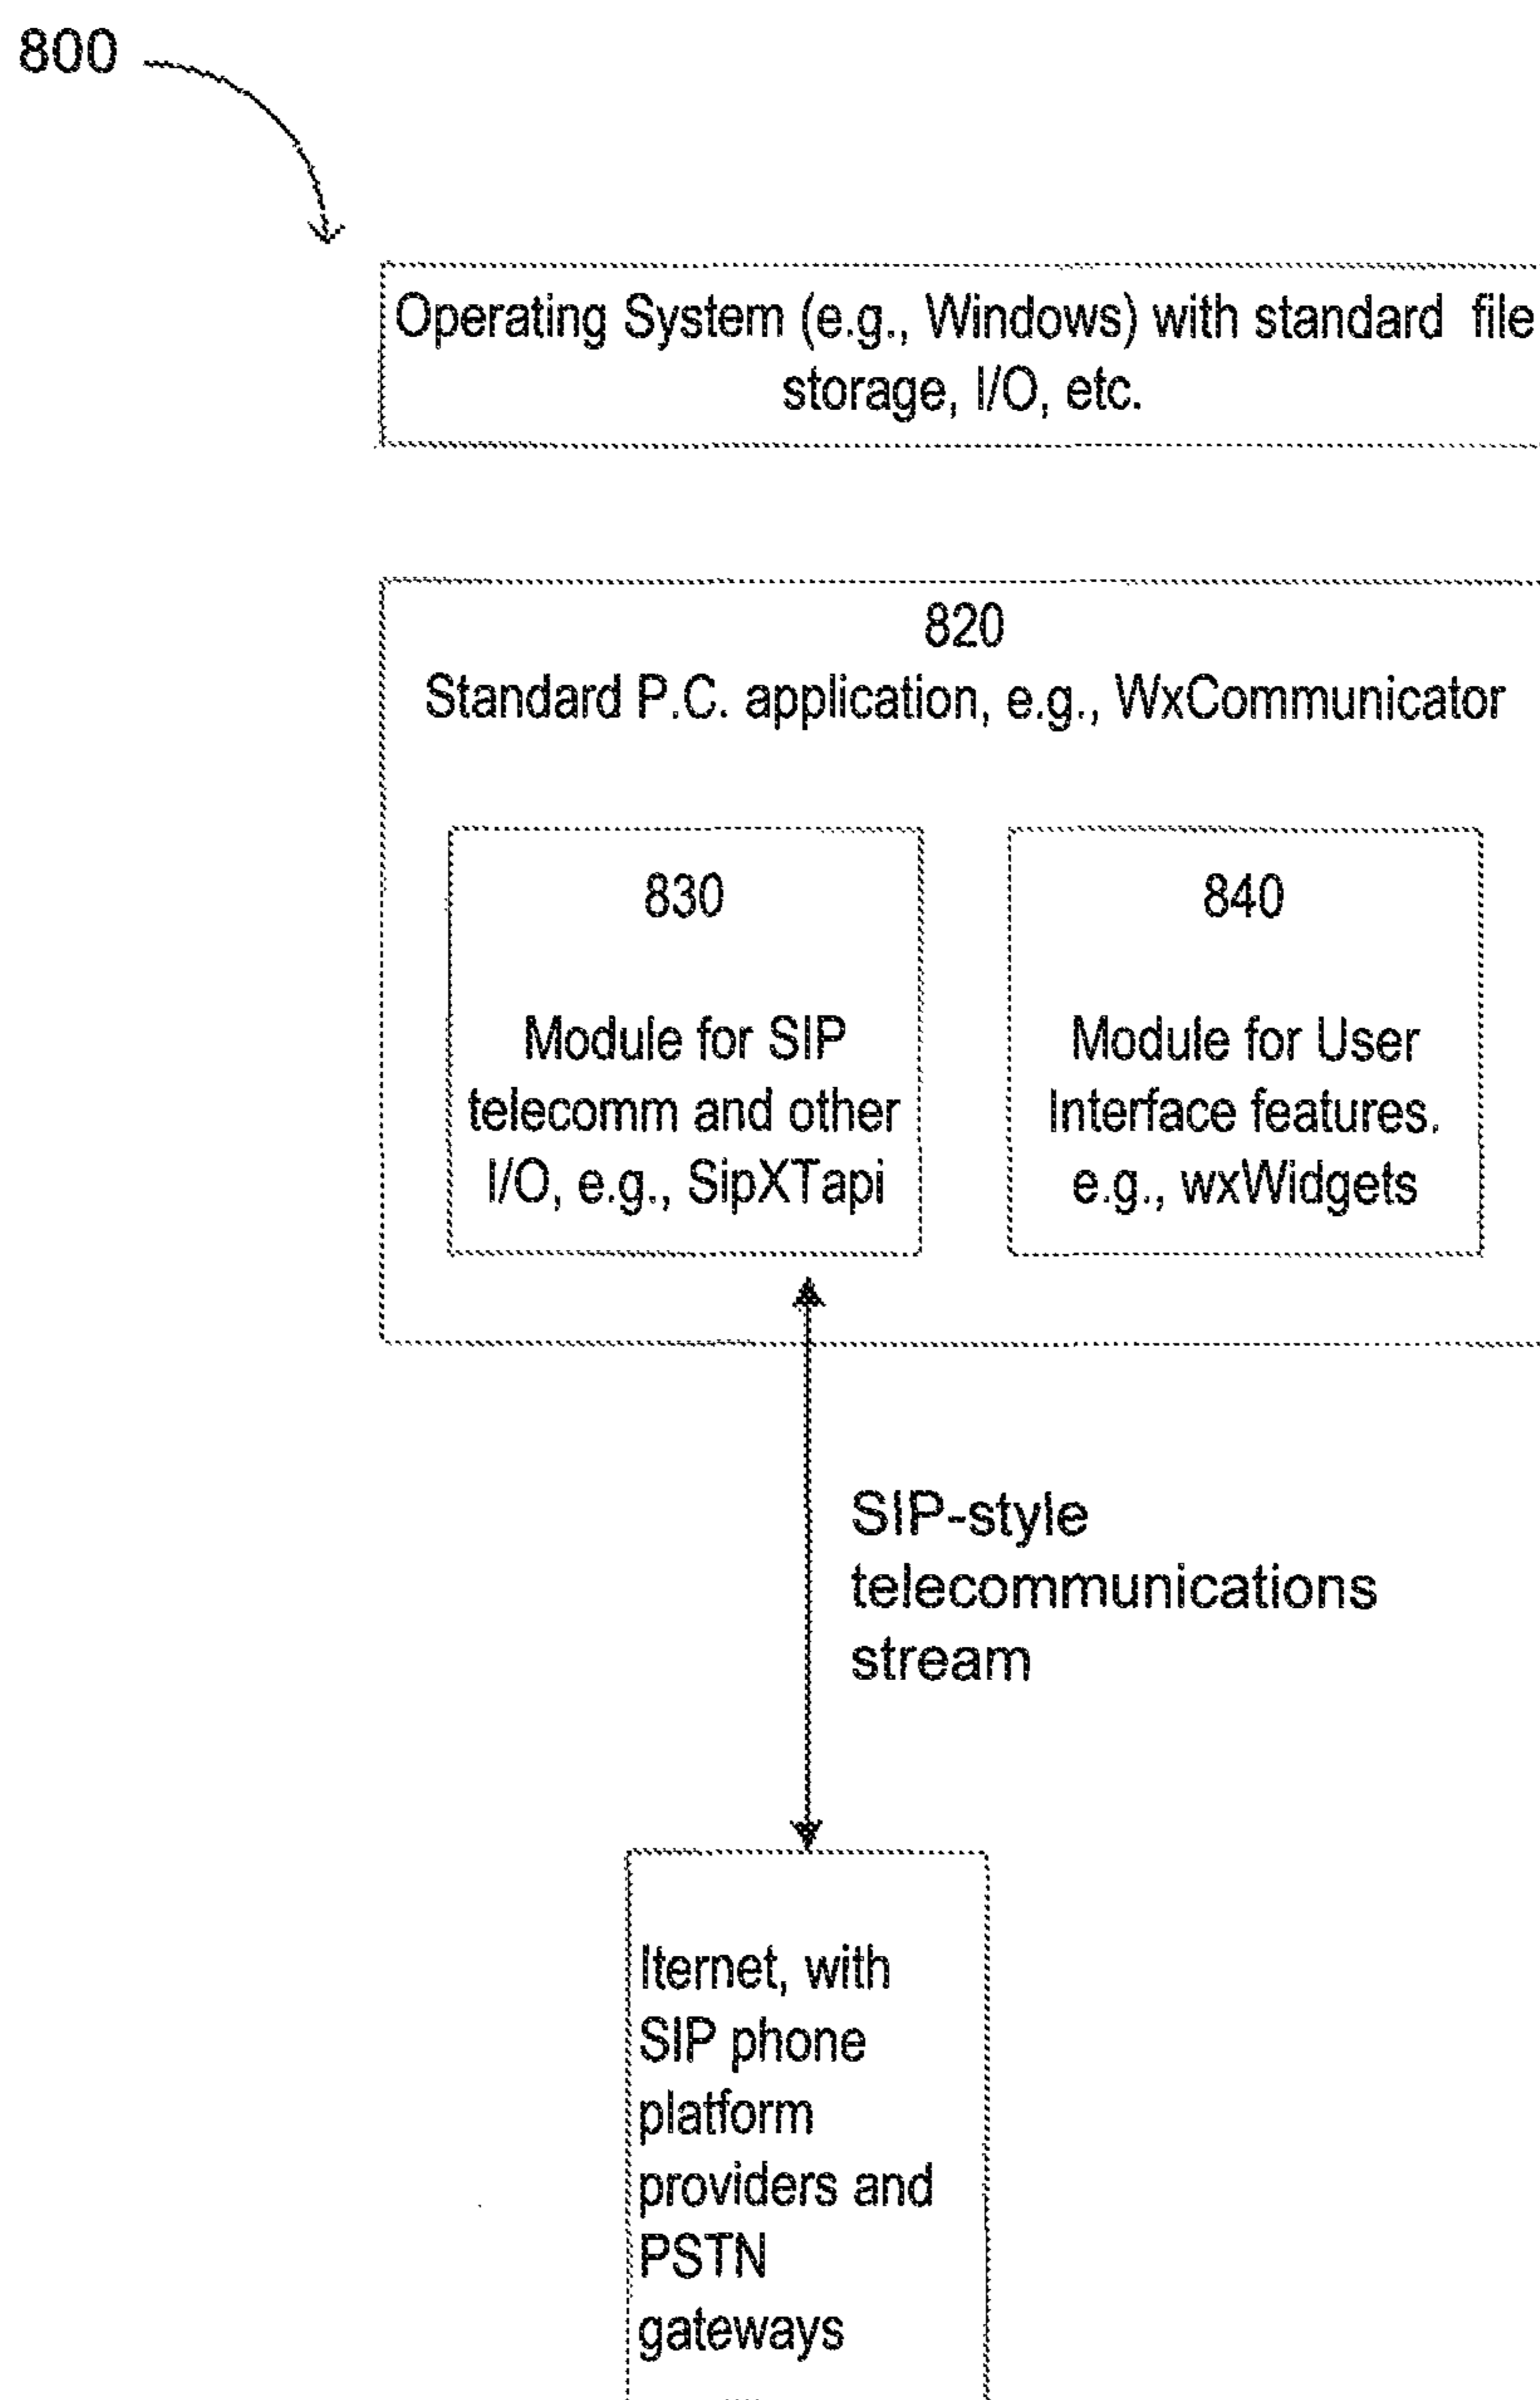 800
Operating System (e.g., Windows) with standard file
storage, I/O, etc.
820
Standard P.C. application, e.g., WxCommunicator
830
Module for SIP
telecomm and other
I/O, e.g., SipXTapi
840
Module for User
Interface features.
e.g., wxWidgets
SIP-style
telecommunications
stream
Iternet, with
SIP phone
platform
providers and
PSTN
gateways